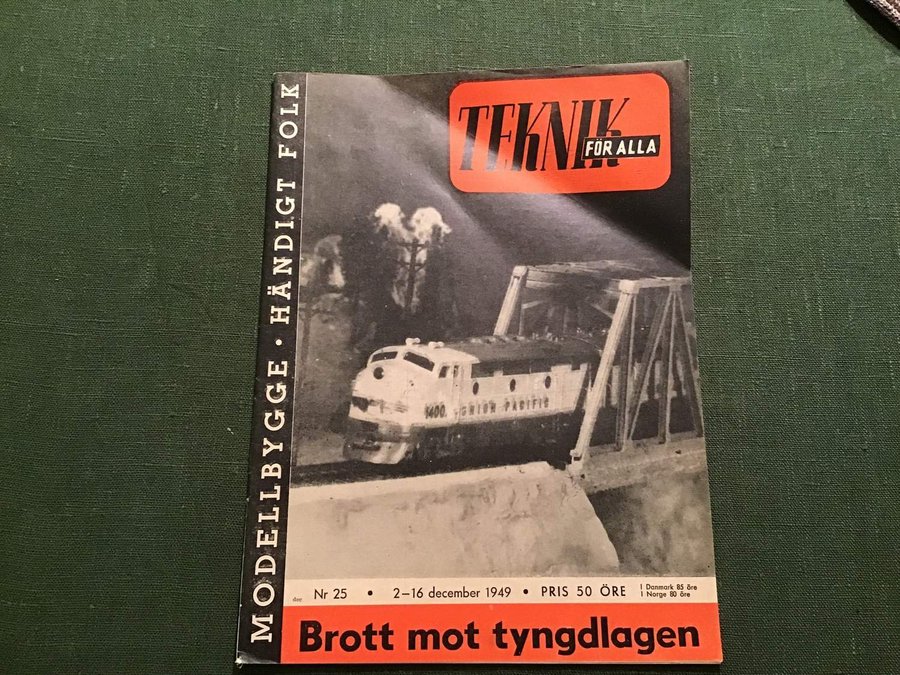 TEKNIK
FÖR ALLA
MODELLBYGGE · HÄNDIGT FOLK
1400
UNION PACIFIC
Nr 25 • 2–16 december 1949 • PRIS 50 ÖRE
I Danmark 85 öre
I Norge 80 öre
Brott mot tyngdlagen